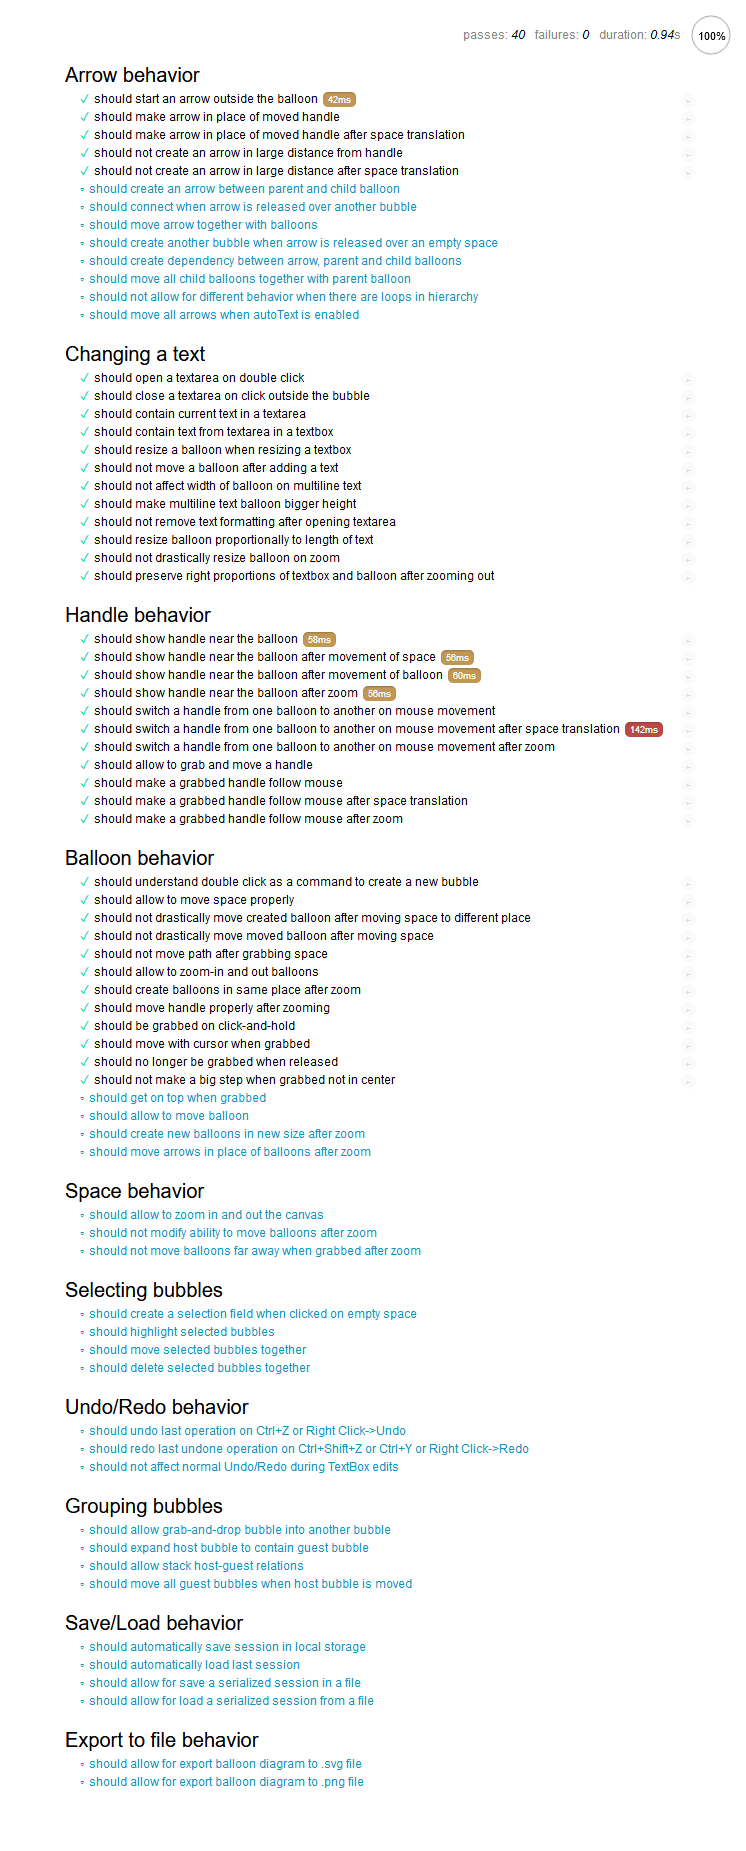 passes: 40 failures: 0 duration: 0.94s 100%
Arrow behavior
✓ should start an arrow outside the balloon 42ms
✓ should make arrow in place of moved handle
✓ should make arrow in place of moved handle after space translation
✓ should not create an arrow in large distance from handle
✓ should not create an arrow in large distance after space translation
should create an arrow between parent and child balloon
should connect when arrow is released over another bubble
should move arrow together with balloons
should create another bubble when arrow is released over an empty space
should create dependency between arrow, parent and child balloons
should move all child balloons together with parent balloon
should not allow for different behavior when there are loops in hierarchy
should move all arrows when autoText is enabled
Changing a text
✓ should open a textarea on double click
✓ should close a textarea on click outside the bubble
✓ should contain current text in a textarea
✓ should contain text from textarea in a textbox
✓ should resize a balloon when resizing a textbox
✓ should not move a balloon after adding a text
✓ should not affect width of balloon on multiline text
✓ should make multiline text balloon bigger height
✓ should not remove text formatting after opening textarea
✓ should resize balloon proportionally to length of text
✓ should not drastically resize balloon on zoom
✓ should preserve right proportions of textbox and balloon after zooming out
Handle behavior
✓ should show handle near the balloon 58ms
✓ should show handle near the balloon after movement of space 56ms
✓ should show handle near the balloon after movement of balloon 60ms
✓ should show handle near the balloon after zoom 56ms
✓ should switch a handle from one balloon to another on mouse movement
✓ should switch a handle from one balloon to another on mouse movement after space translation 142ms
✓ should switch a handle from one balloon to another on mouse movement after zoom
✓ should allow to grab and move a handle
✓ should make a grabbed handle follow mouse
✓ should make a grabbed handle follow mouse after space translation
✓ should make a grabbed handle follow mouse after zoom
Balloon behavior
✓ should understand double click as a command to create a new bubble
✓ should allow to move space properly
✓ should not drastically move created balloon after moving space to different place
✓ should not drastically move moved balloon after moving space
✓ should not move path after grabbing space
✓ should allow to zoom-in and out balloons
✓ should create balloons in same place after zoom
✓ should move handle properly after zooming
✓ should be grabbed on click-and-hold
✓ should move with cursor when grabbed
✓ should no longer be grabbed when released
✓ should not make a big step when grabbed not in center
should get on top when grabbed
should allow to move balloon
should create new balloons in new size after zoom
should move arrows in place of balloons after zoom
Space behavior
should allow to zoom in and out the canvas
should not modify ability to move balloons after zoom
should not move balloons far away when grabbed after zoom
Selecting bubbles
should create a selection field when clicked on empty space
should highlight selected bubbles
should move selected bubbles together
should delete selected bubbles together
Undo/Redo behavior
should undo last operation on Ctrl+Z or Right Click->Undo
should redo last undone operation on Ctrl+Shift+Z or Ctrl+Y or Right Click->Redo
should not affect normal Undo/Redo during TextBox edits
Grouping bubbles
should allow grab-and-drop bubble into another bubble
should expand host bubble to contain guest bubble
should allow stack host-guest relations
should move all guest bubbles when host bubble is moved
Save/Load behavior
should automatically save session in local storage
should automatically load last session
should allow for save a serialized session in a file
should allow for load a serialized session from a file
Export to file behavior
should allow for export balloon diagram to .svg file
should allow for export balloon diagram to .png file